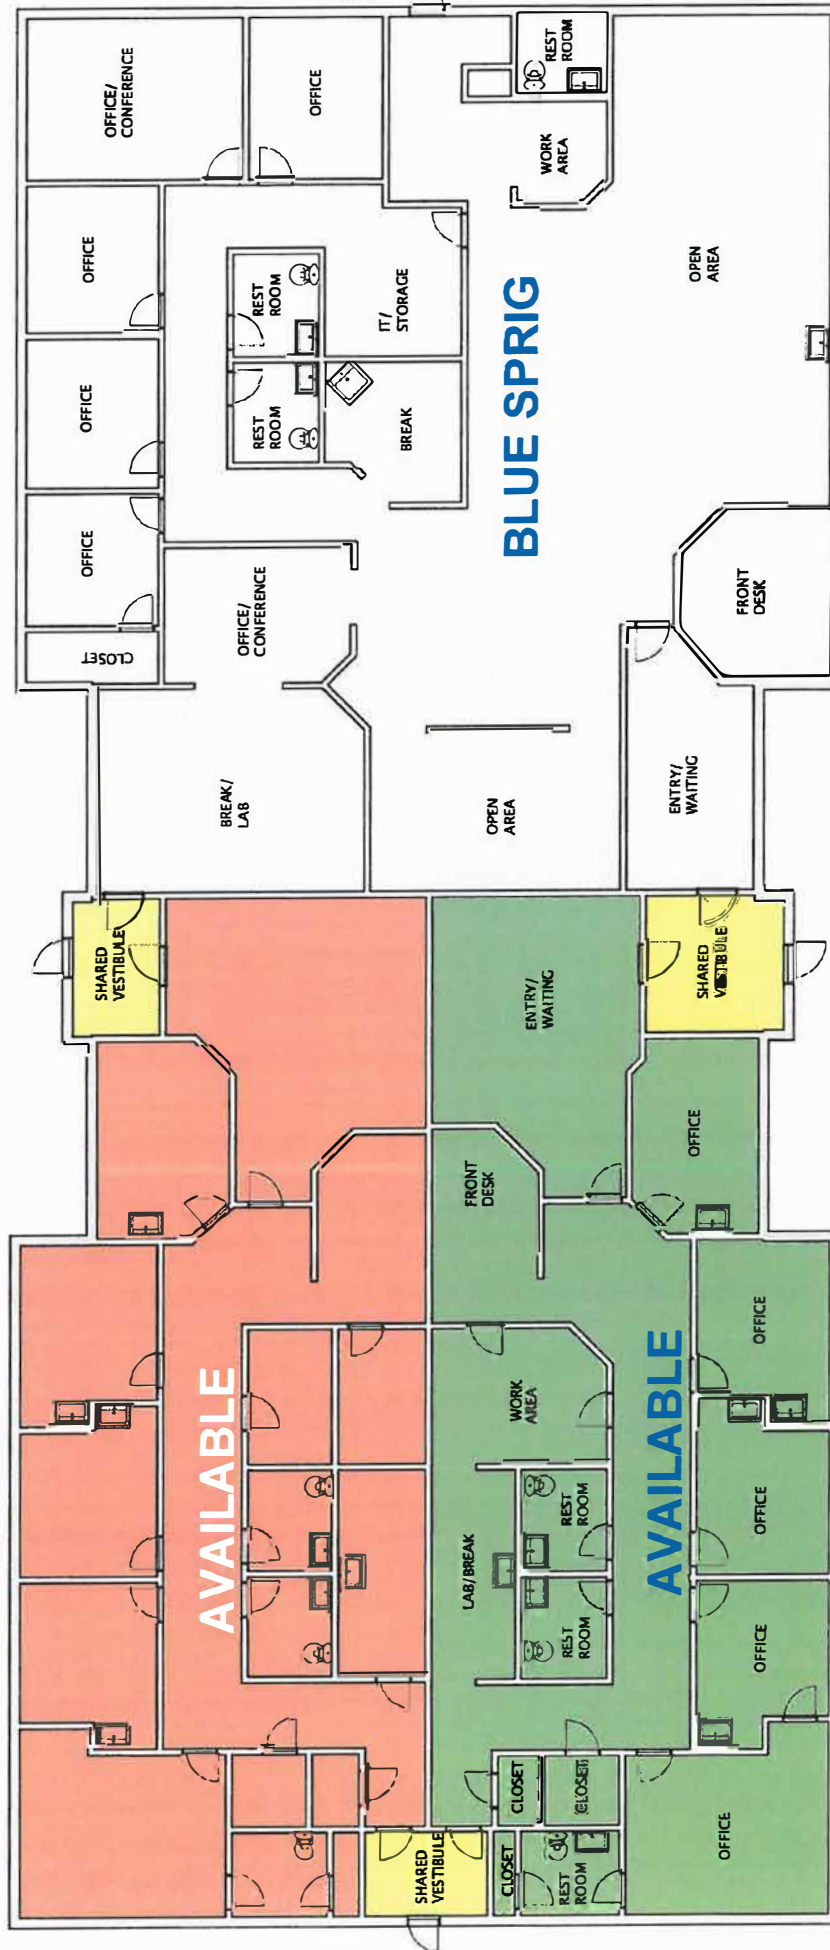 OFFICE/
CONFERENCE
OFFICE
REST
ROOM
WORK
AREA
OFFICE
REST
ROOM
IT/
STORAGE
OPEN
AREA
OFFICE
REST
ROOM
BREAK
BLUE SPRIG
OFFICE
OFFICE/
CONFERENCE
FRONT
DESK
CLOSET
BREAK/
LAB
OPEN
AREA
ENTRY/
WAITING
SHARED
VESTIBULE
ENTRY/
WAITING
SHARED
VESTIBULE
OFFICE
FRONT
DESK
OFFICE
AVAILABLE
WORK
AREA
AVAILABLE
OFFICE
LAB/BREAK
REST
ROOM
REST
ROOM
OFFICE
CLOSET
CLOSET
OFFICE
SHARED
VESTIBULE
CLOSET
REST
ROOM